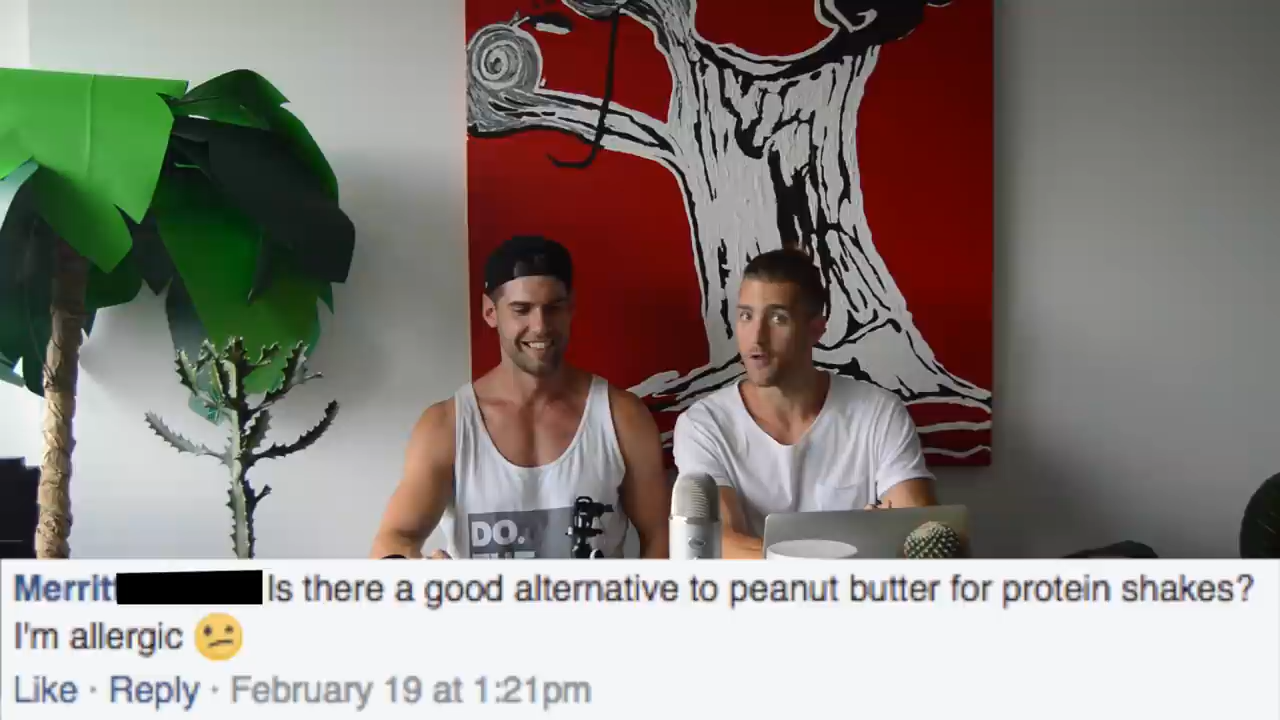 DO.
Merrit Is there a good alternative to peanut butter for protein shakes?
I'm allergic
Like · Reply · February 19 at 1:21pm